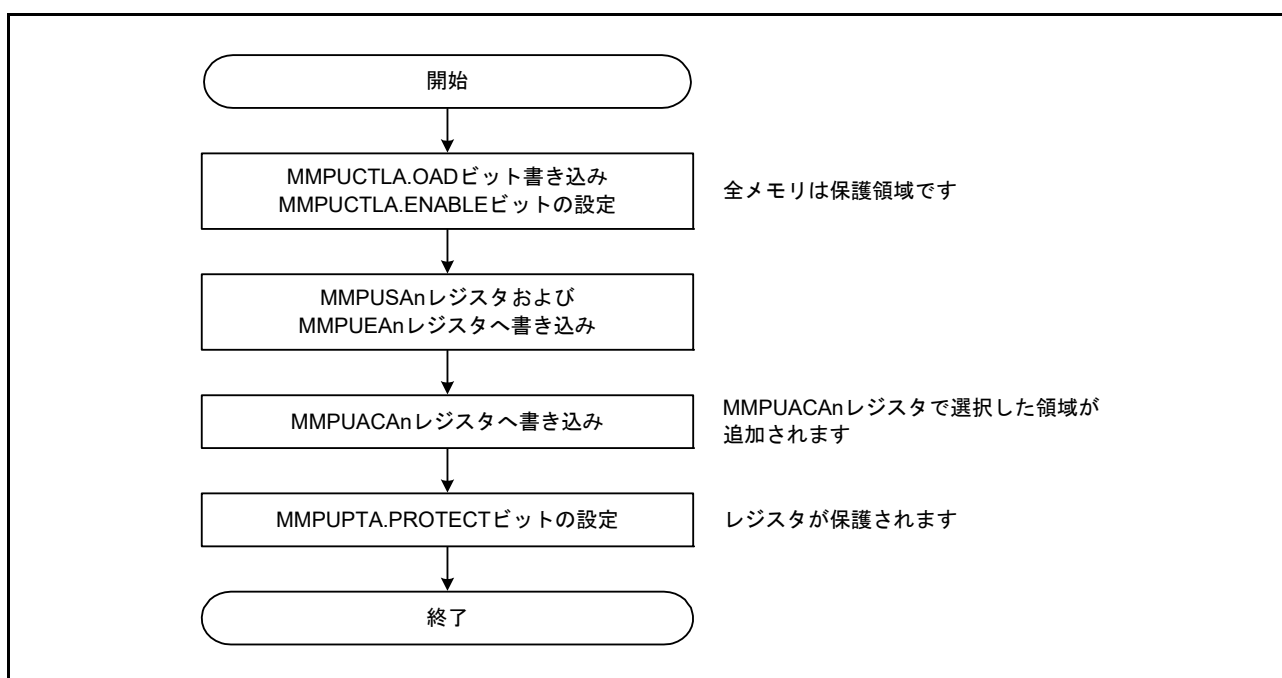 開始
MMPUCTLA.OADビット書き込み
MMPUCTLA.ENABLEビットの設定
全メモリは保護領域です
MMPUSAnレジスタおよび
MMPUEAnレジスタへ書き込み
MMPUACAnレジスタへ書き込み
MMPUACAnレジスタで選択した領域が
追加されます
MMPUPTA.PROTECTビットの設定
レジスタが保護されます
終了